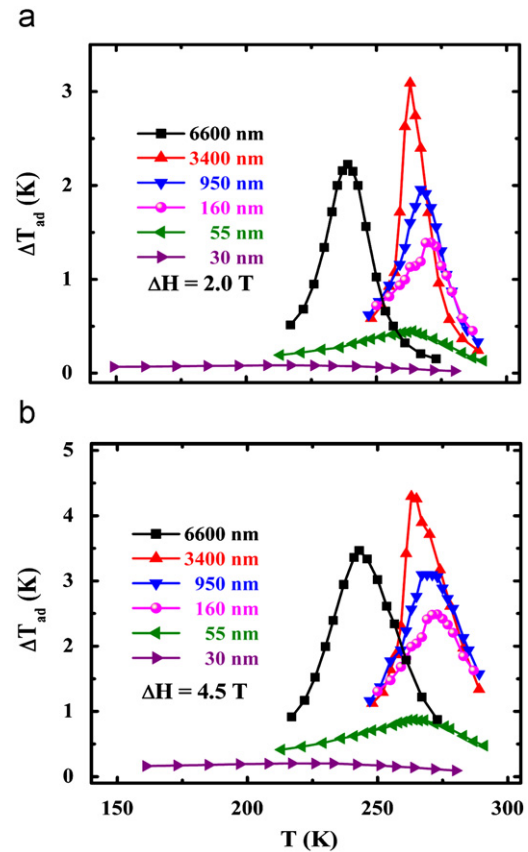 a
3
2
1
0
ΔT_ad (K)
6600 nm
3400 nm
950 nm
160 nm
55 nm
30 nm
ΔH = 2.0 T
b
5
4
3
2
1
0
ΔT_ad (K)
6600 nm
3400 nm
950 nm
160 nm
55 nm
30 nm
ΔH = 4.5 T
150 200 250 300
T (K)